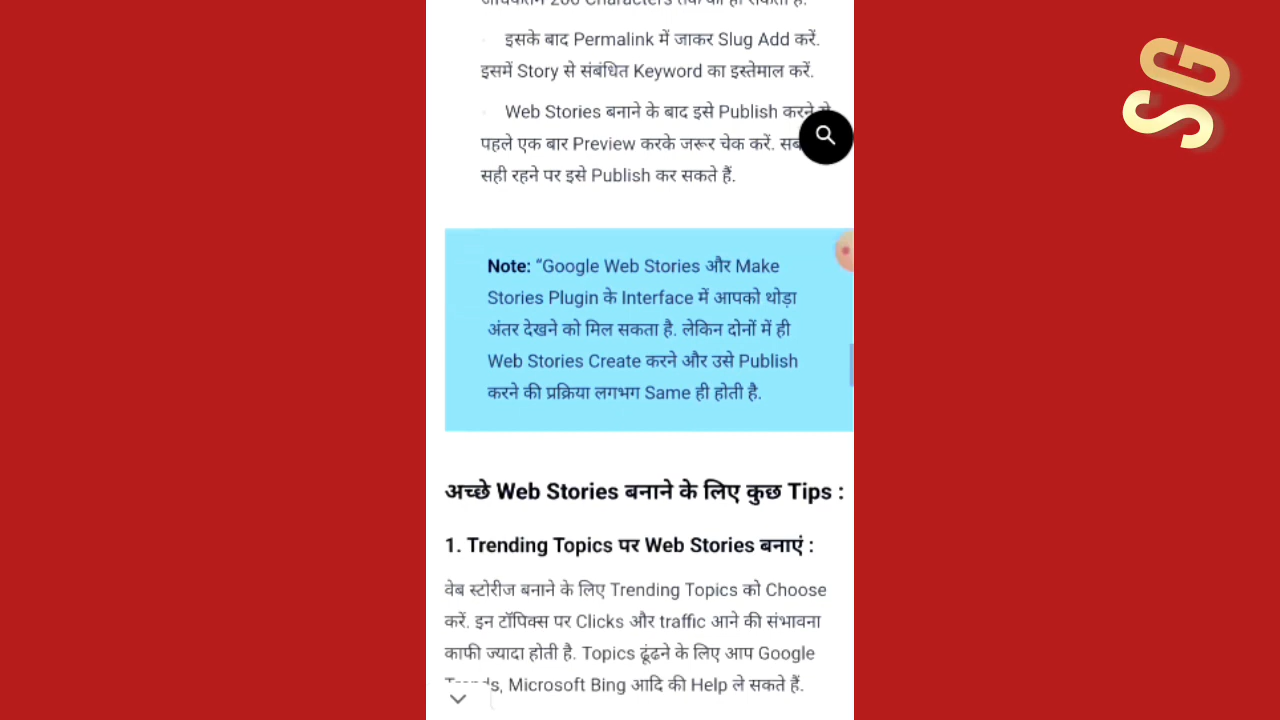 इसके बाद Permalink में जाकर Slug Add करें.
इसमें Story से संबंधित Keyword का इस्तेमाल करें.
Web Stories बनाने के बाद इसे Publish करने से
पहले एक बार Preview करके जरूर चेक करें. सब
सही रहने पर इसे Publish कर सकते हैं.
Note: “Google Web Stories और Make
Stories Plugin के Interface में आपको थोड़ा
अंतर देखने को मिल सकता है. लेकिन दोनों में ही
Web Stories Create करने और उसे Publish
करने की प्रक्रिया लगभग Same ही होती है.
अच्छे Web Stories बनाने के लिए कुछ Tips :
1. Trending Topics पर Web Stories बनाएं :
वेब स्टोरीज बनाने के लिए Trending Topics को Choose
करें. इन टॉपिक्स पर Clicks और traffic आने की संभावना
काफी ज्यादा होती है. Topics ढूंढने के लिए आप Google
Trends, Microsoft Bing आदि की Help ले सकते हैं.
SG